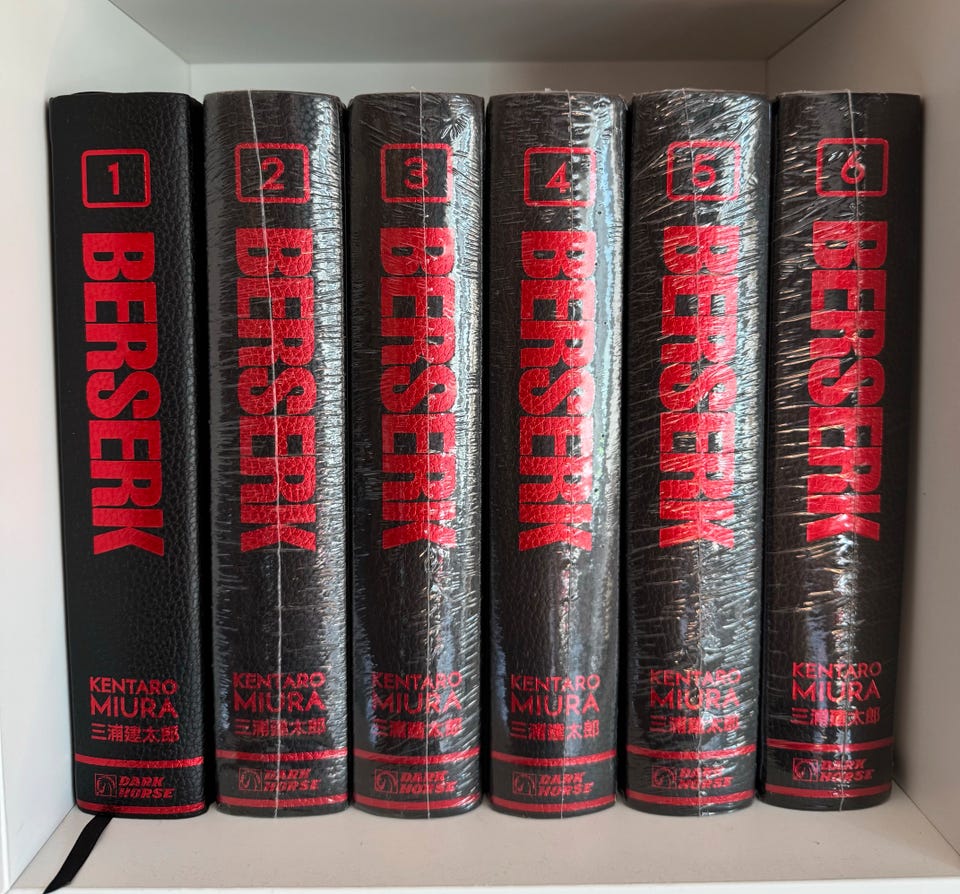 1
BERSERK
KENTARO
MIURA
三浦建太郎
DARK
HORSE
2
BERSERK
KENTARO
MIURA
三浦建太郎
DARK
HORSE
3
BERSERK
KENTARO
MIURA
三浦建太郎
DARK
HORSE
4
BERSERK
KENTARO
MIURA
三浦建太郎
DARK
HORSE
5
BERSERK
KENTARO
MIURA
三浦建太郎
DARK
HORSE
6
BERSERK
KENTARO
MIURA
三浦建太郎
DARK
HORSE